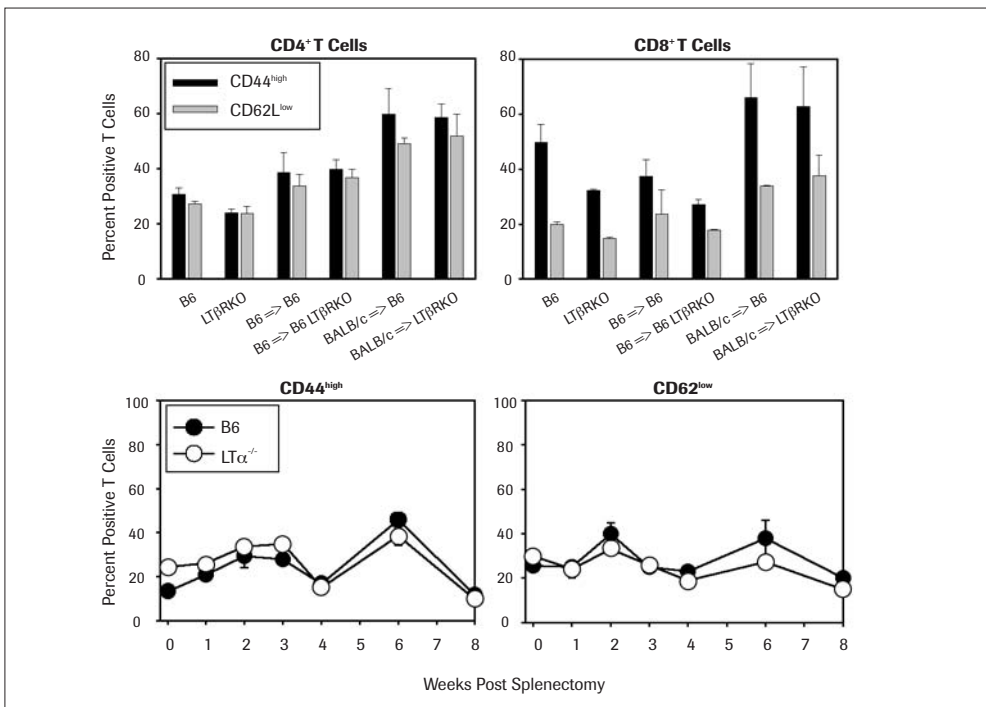 CD4⁺ T Cells
CD8⁺ T Cells
Percent Positive T Cells
80
60
40
20
0
CD44high
CD62Llow
B6
LTβRKO
B6 => B6
B6 => B6 LTβRKO
BALB/c => B6
BALB/c => LTβRKO
80
60
40
20
0
B6
LTβRKO
B6 => B6
B6 => B6 LTβRKO
BALB/c => B6
BALB/c => LTβRKO
CD44high
CD62low
Percent Positive T Cells
100
80
60
40
20
0
B6
LTα-/-
0 1 2 3 4 5 6 7 8
100
80
60
40
20
0
0 1 2 3 4 5 6 7 8
Weeks Post Splenectomy